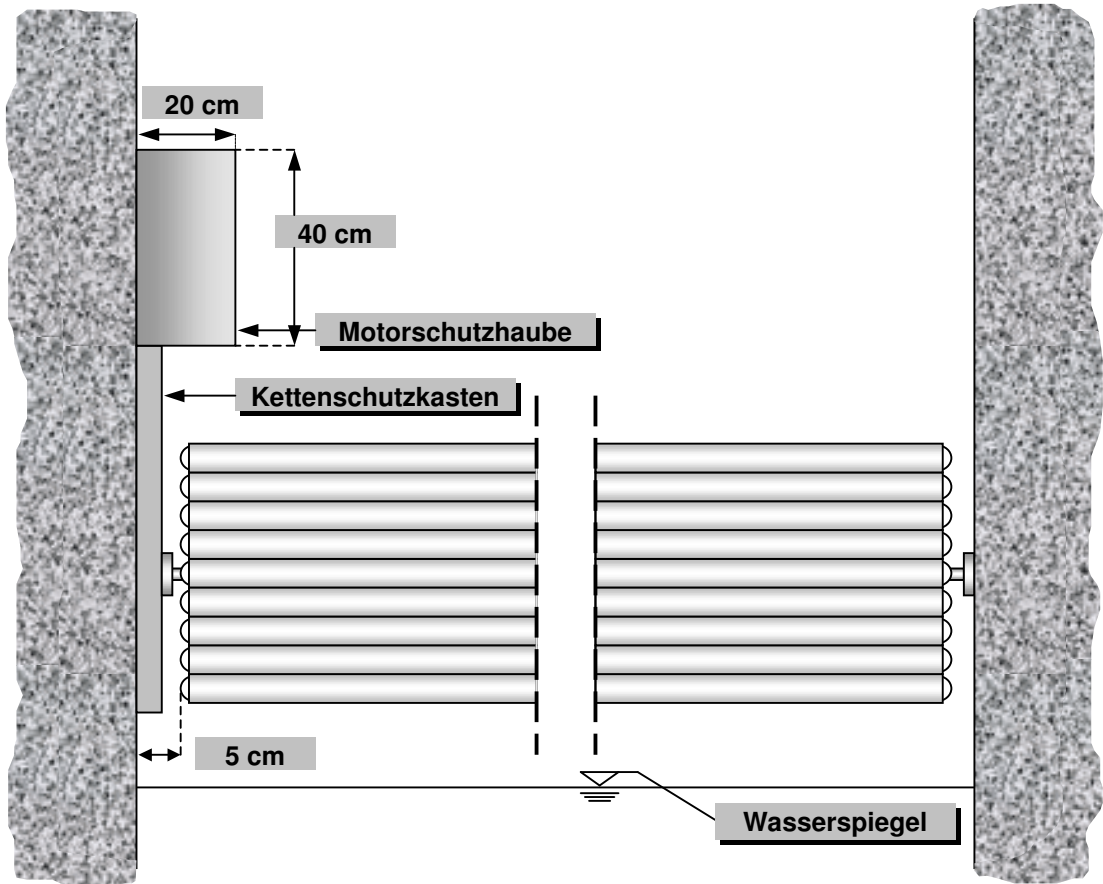 20 cm
40 cm
Motorschutzhaube
Kettenschutzkasten
5 cm
Wasserspiegel